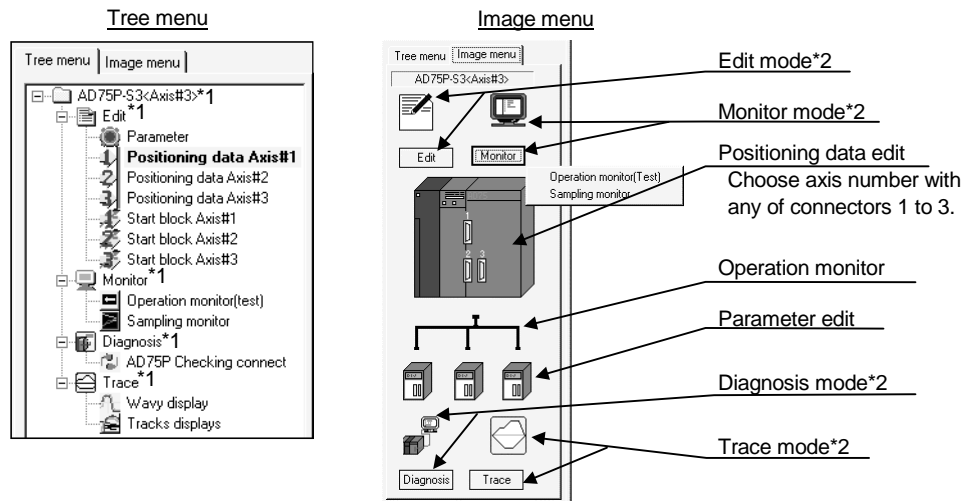 Tree menu
Tree menu Image menu
AD75P-S3<Axis#3>*1
Edit*1
Parameter
Positioning data Axis#1
Positioning data Axis#2
Positioning data Axis#3
Start block Axis#1
Start block Axis#2
Start block Axis#3
Monitor*1
Operation monitor(test)
Sampling monitor
Diagnosis*1
AD75P Checking connect
Trace*1
Wavy display
Tracks displays
Image menu
Tree menu Image menu
AD75P-S3<Axis#3>
Edit Monitor
Operation monitor(Test)
Sampling monitor
1
2 3
Diagnosis Trace
Edit mode*2
Monitor mode*2
Positioning data edit
Choose axis number with
any of connectors 1 to 3.
Operation monitor
Parameter edit
Diagnosis mode*2
Trace mode*2